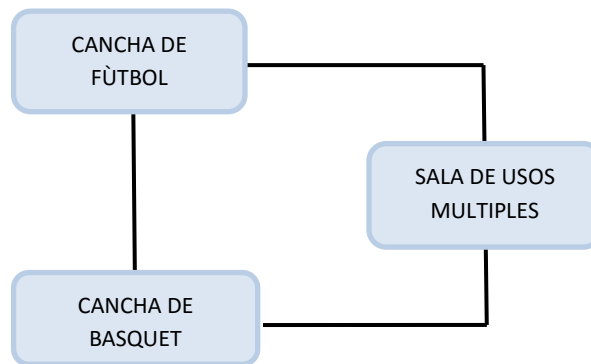 CANCHA DE
FÙTBOL
SALA DE USOS
MULTIPLES
CANCHA DE
BASQUET